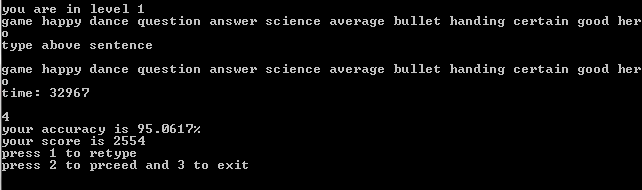 you are in level 1
game happy dance question answer science average bullet handing certain good her
o
type above sentence
game happy dance question answer science average bullet handing certain good her
o
time: 32967
4
your accuracy is 95.0617%
your score is 2554
press 1 to retype
press 2 to prceed and 3 to exit